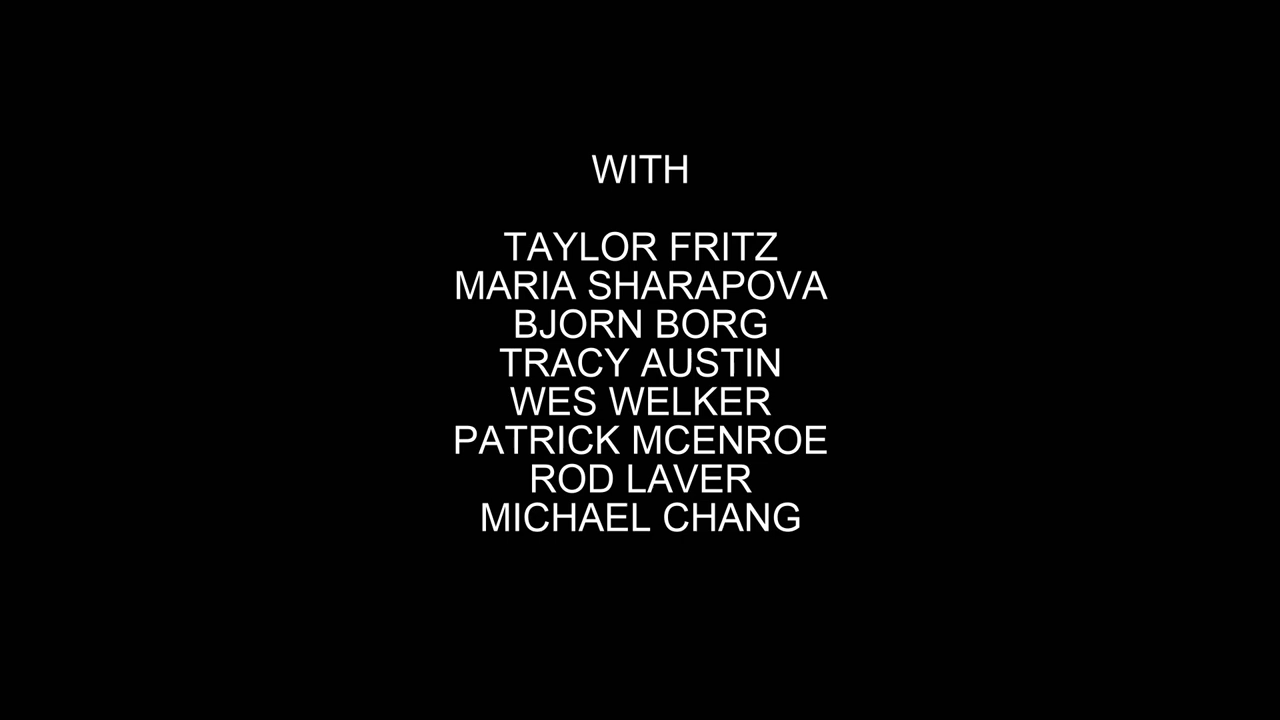 WITH
TAYLOR FRITZ
MARIA SHARAPOVA
BJORN BORG
TRACY AUSTIN
WES WELKER
PATRICK MCENROE
ROD LAVER
MICHAEL CHANG